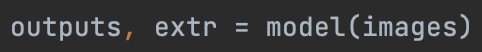 outputs, extr = model(images)